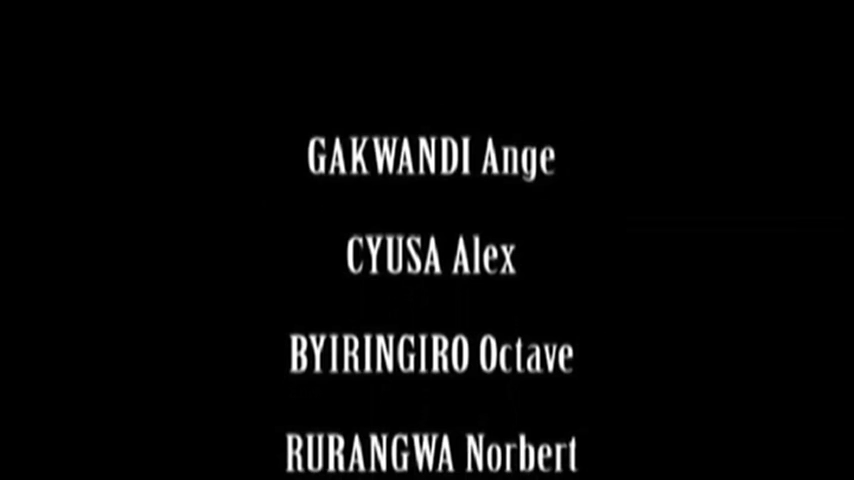 GAKWANDI Ange
CYUSA Alex
BYIRINGIRO Octave
RURANGWA Norbert